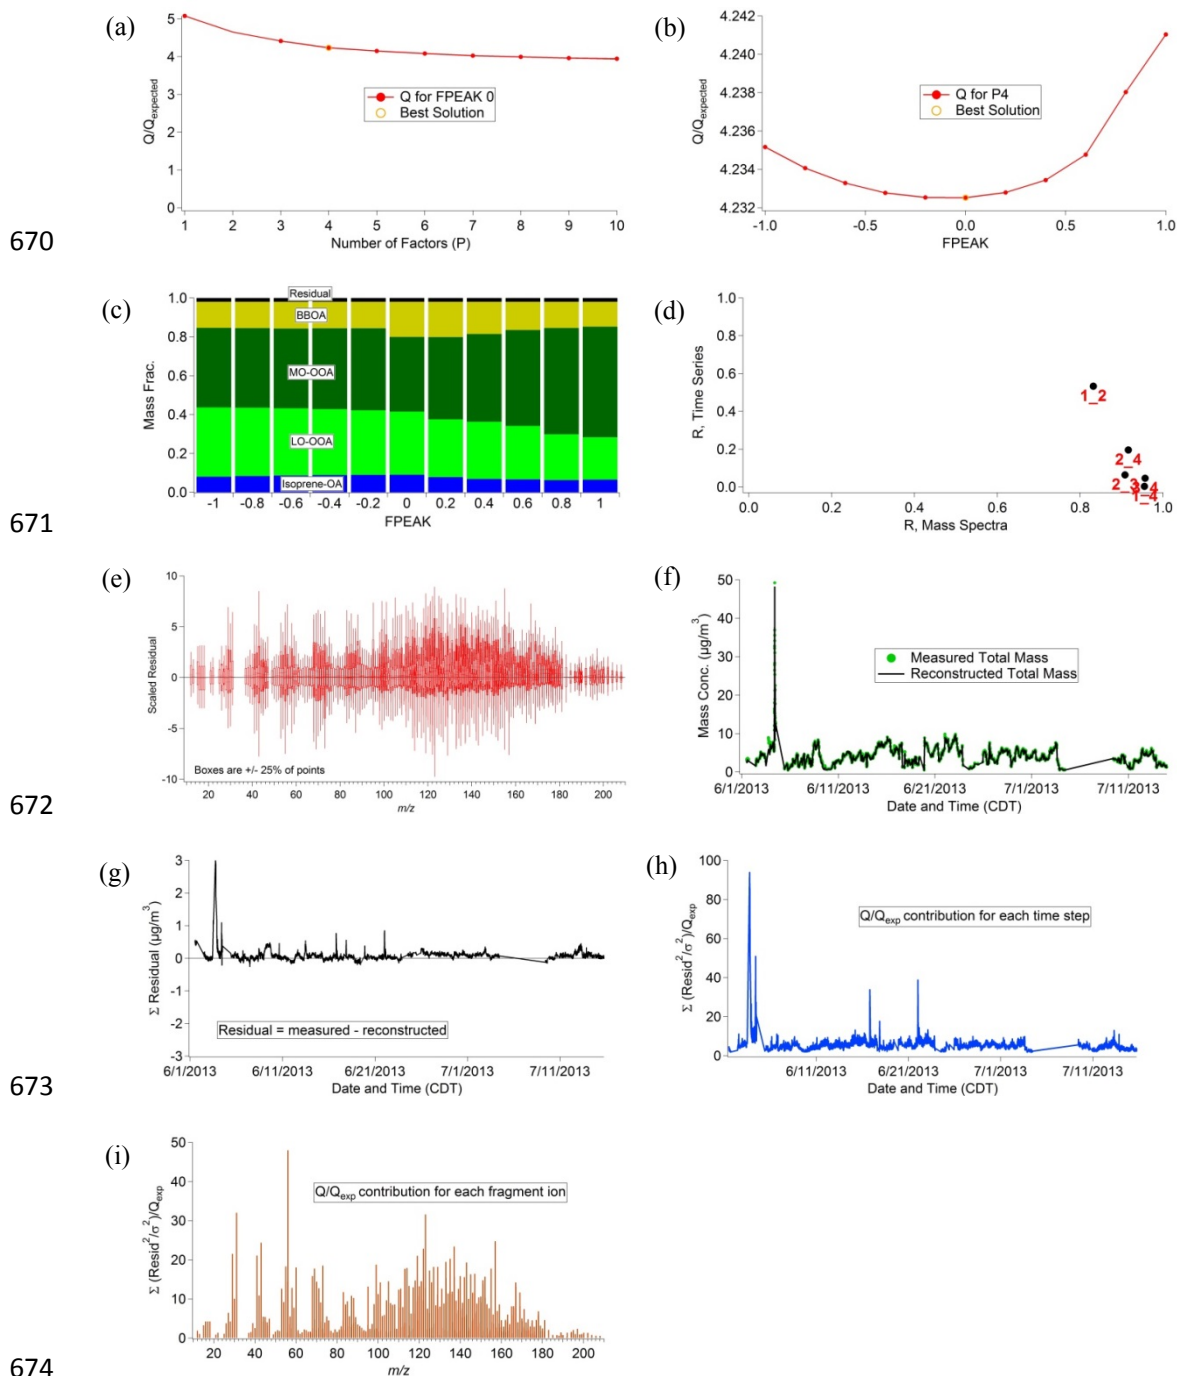 (a)
5
4
3
2
1
0
Q/Qexpected
Q for FPEAK 0
Best Solution
1 2 3 4 5 6 7 8 9 10
Number of Factors (P)
(b)
4.242
4.240
4.238
4.236
4.234
4.232
Q/Qexpected
Q for P4
Best Solution
-1.0 -0.5 0.0 0.5 1.0
FPEAK
670
(c)
1.0
0.8
0.6
0.4
0.2
0.0
Mass Frac.
Residual
BBOA
MO-OOA
LO-OOA
Isoprene-OA
-1 -0.8 -0.6 -0.4 -0.2 0 0.2 0.4 0.6 0.8 1
FPEAK
(d)
1.0
0.8
0.6
0.4
0.2
0.0
R, Time Series
1_2
2_4
2_3
1_4
0.0 0.2 0.4 0.6 0.8 1.0
R, Mass Spectra
671
(e)
10
5
0
-5
-10
Scaled Residual
Boxes are +/- 25% of points
20 40 60 80 100 120 140 160 180 200
m/z
(f)
50
40
30
20
10
0
Mass Conc. (µg/m³)
Measured Total Mass
Reconstructed Total Mass
6/1/2013 6/11/2013 6/21/2013 7/1/2013 7/11/2013
Date and Time (CDT)
672
(g)
3
2
1
0
-1
-2
-3
Σ Residual (µg/m³)
Residual = measured - reconstructed
6/1/2013 6/11/2013 6/21/2013 7/1/2013 7/11/2013
Date and Time (CDT)
(h)
100
80
60
40
20
0
Σ (Resid²/σ²)/Qexp
Q/Qexp contribution for each time step
6/11/2013 6/21/2013 7/1/2013 7/11/2013
Date and Time (CDT)
673
(i)
50
40
30
20
10
0
Σ (Resid²/σ²)/Qexp
Q/Qexp contribution for each fragment ion
20 40 60 80 100 120 140 160 180 200
m/z
674